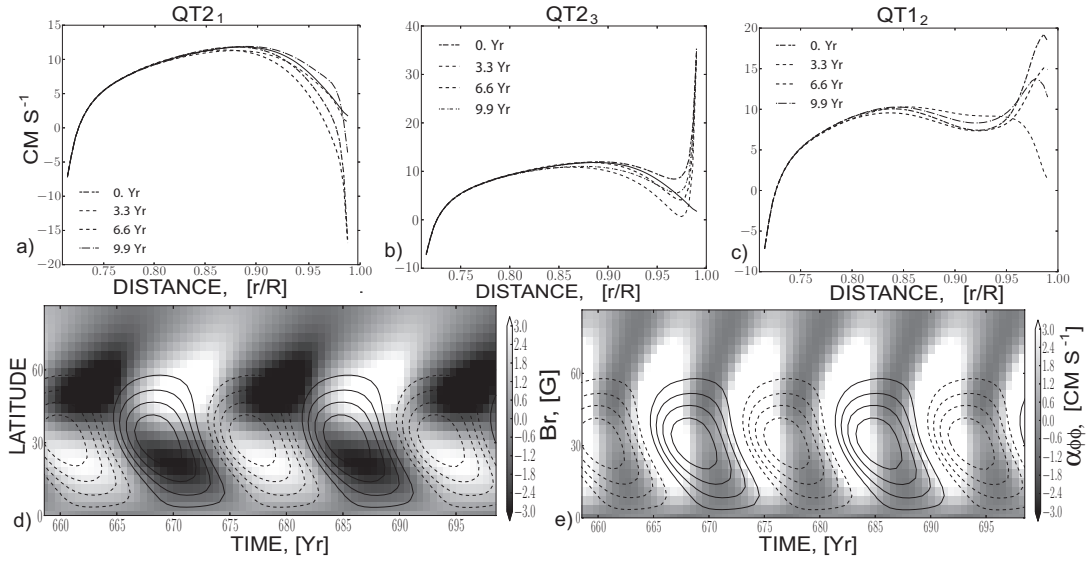 QT2₁ QT2₃ QT1₂
15 10 5 0 −5 −10 −15 −20
CM S⁻¹
0. Yr
3.3 Yr
6.6 Yr
9.9 Yr
a)
0.75 0.80 0.85 0.90 0.95 1.00
DISTANCE, [r/R]
40 30 20 10 0 −10
0. Yr
3.3 Yr
6.6 Yr
9.9 Yr
b)
0.75 0.80 0.85 0.90 0.95 1.00
DISTANCE, [r/R]
20 15 10 5 0 −5 −10
0. Yr
3.3 Yr
6.6 Yr
9.9 Yr
c)
0.75 0.80 0.85 0.90 0.95 1.00
DISTANCE, [r/R]
LATITUDE
60 30 0
d)
660 665 670 675 680 685 690 695
TIME, [Yr]
3.0 2.4 1.8 1.2 0.6 0.0 −0.6 −1.2 −1.8 −2.4 −3.0
Br, [G]
60 30 0
e)
660 665 670 675 680 685 690 695
TIME, [Yr]
3.0 2.4 1.8 1.2 0.6 0.0 −0.6 −1.2 −1.8 −2.4 −3.0
αϕϕ, [CM S⁻¹]